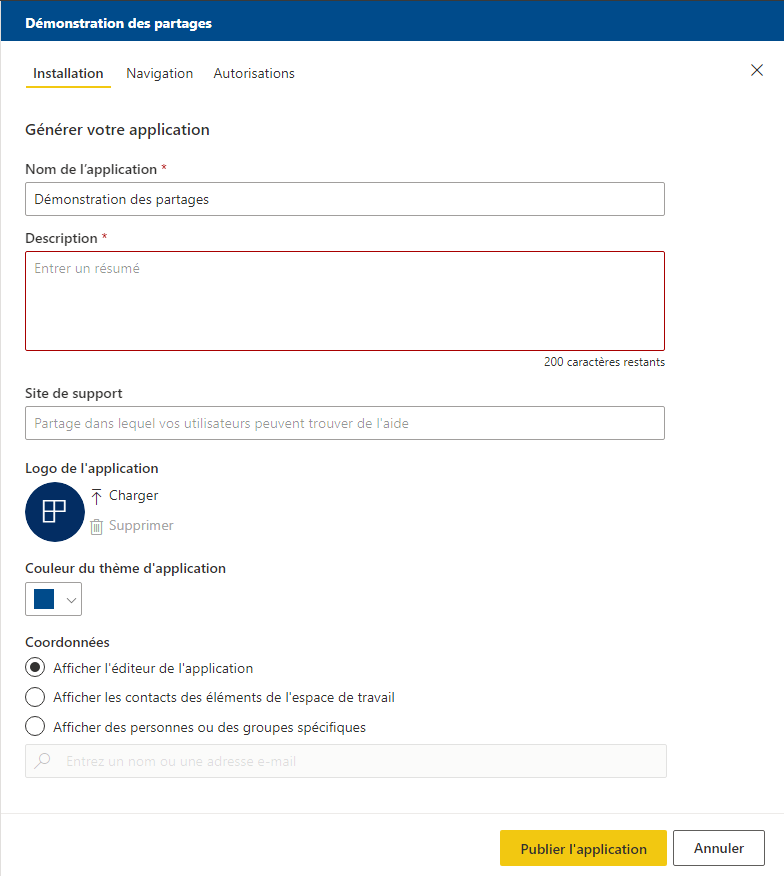 Démonstration des partages
Installation Navigation Autorisations
Générer votre application
Nom de l'application *
Démonstration des partages
Description *
Entrer un résumé
200 caractères restants
Site de support
Partage dans lequel vos utilisateurs peuvent trouver de l'aide
Logo de l'application
Charger
Supprimer
Couleur du thème d'application
Coordonnées
Afficher l'éditeur de l'application
Afficher les contacts des éléments de l'espace de travail
Afficher des personnes ou des groupes spécifiques
Entrez un nom ou une adresse e-mail
Publier l'application Annuler